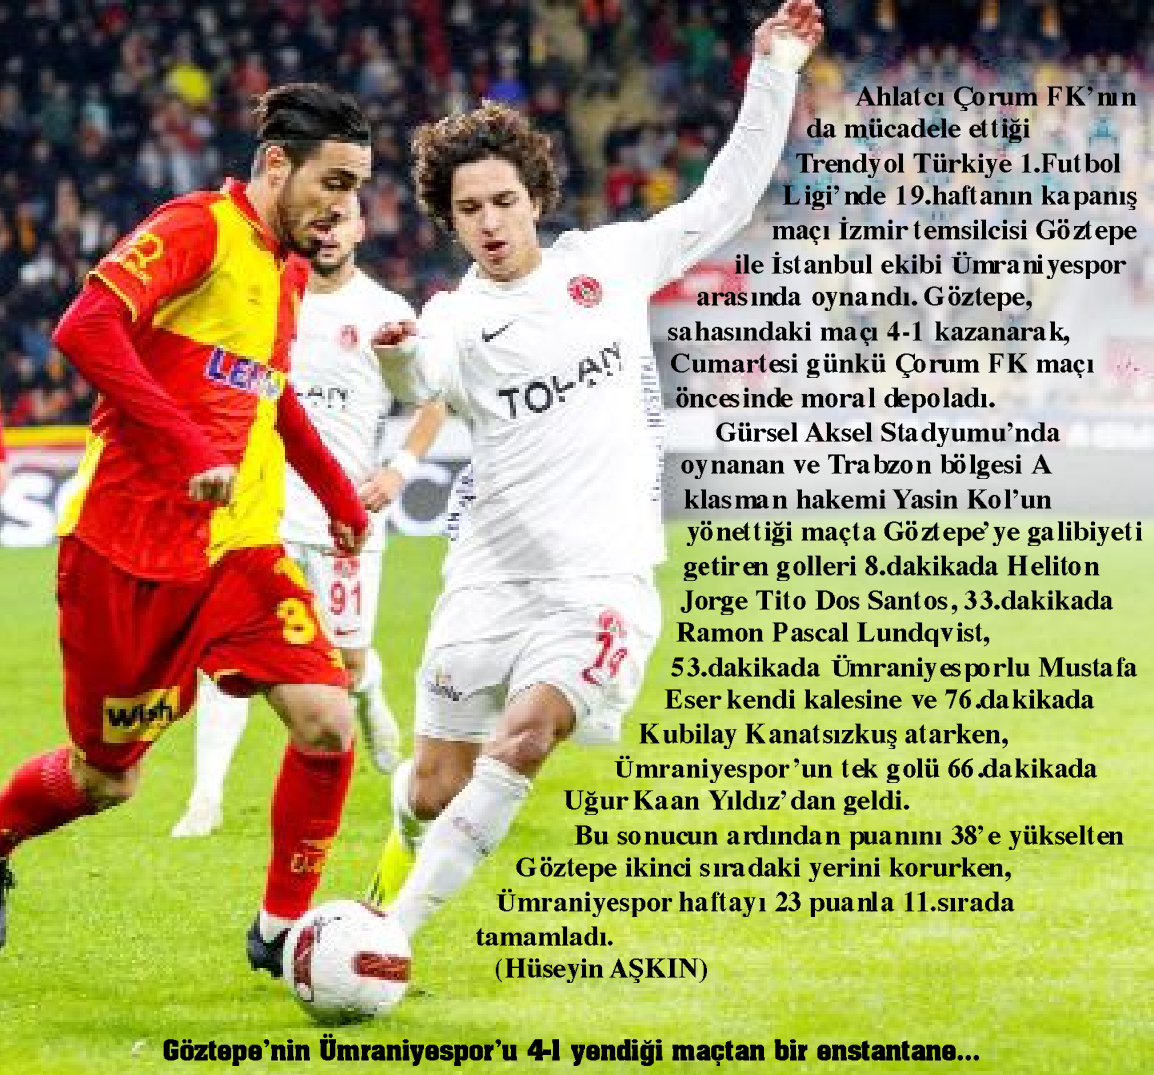 Ahlatcı Çorum FK’nın
da mücadele ettiği
Trendyol Türkiye 1.Futbol
Ligi’nde 19.haftanın kapanış
maçı İzmir temsilcisi Göztepe
ile İstanbul ekibi Ümraniyespor
arasında oynandı. Göztepe,
sahasındaki maçı 4-1 kazanarak,
Cumartesi günkü Çorum FK maçı
öncesinde moral depoladı.
Gürsel Aksel Stadyumu’nda
oynanan ve Trabzon bölgesi A
klasman hakemi Yasin Kol’un
yönettiği maçta Göztepe’ye galibiyeti
getiren golleri 8.dakikada Heliton
Jorge Tito Dos Santos, 33.dakikada
Ramon Pascal Lundqvist,
53.dakikada Ümraniyesporlu Mustafa
Eser kendi kalesine ve 76.dakikada
Kubilay Kanatsızkuş atarken,
Ümraniyespor’un tek golü 66.dakikada
Uğur Kaan Yıldız’dan geldi.
Bu sonucun ardından puanını 38’e yükselten
Göztepe ikinci sıradaki yerini korurken,
Ümraniyespor haftayı 23 puanla 11.sırada
tamamladı.
(Hüseyin AŞKIN)
TOLAN
91
Wish
Göztepe’nin Ümraniyespor’u 4-1 yendiği maçtan bir enstantane...